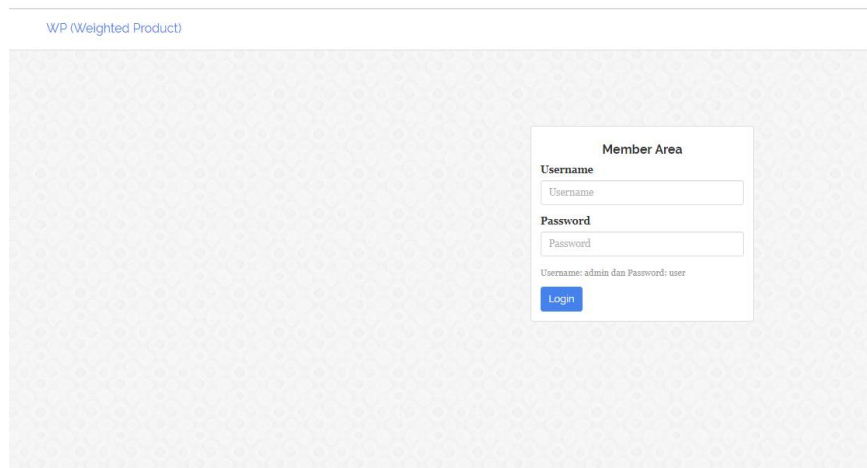 WP (Weighted Product)
Member Area
Username
Username
Password
Password
Username: admin dan Password: user
Login